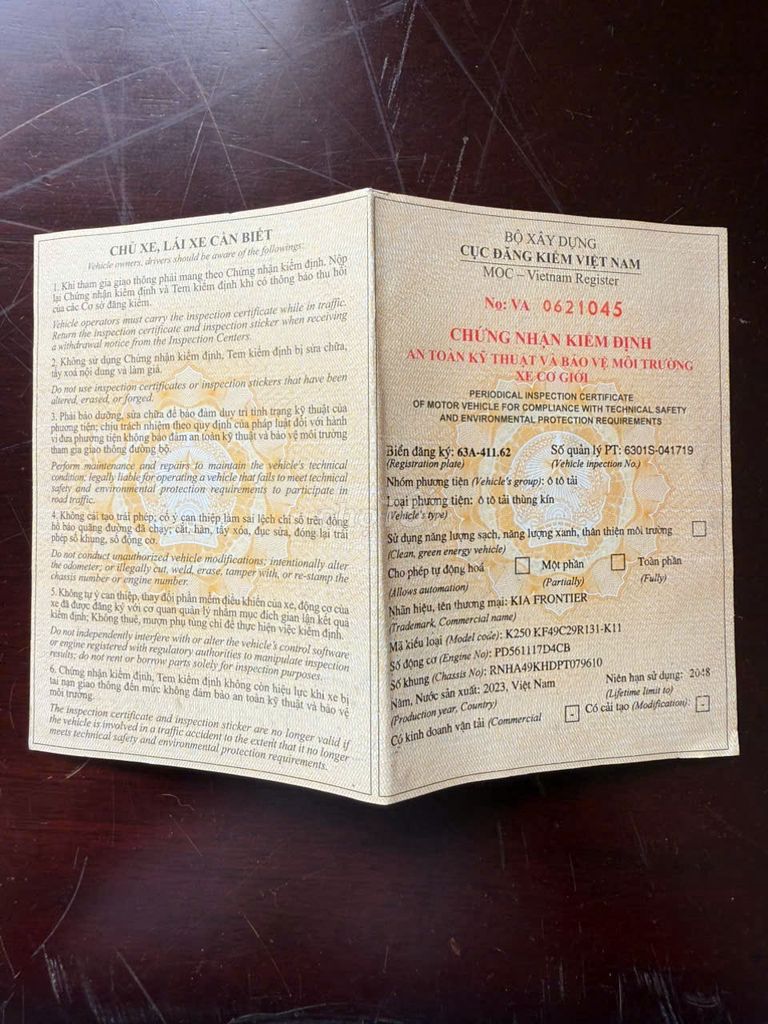 CHỦ XE, LÁI XE CẦN BIẾT
Vehicle owners, drivers should be aware of the followings:
1. Khi tham gia giao thông phải mang theo Chứng nhận kiểm định. Nộp
lại Chứng nhận kiểm định và Tem kiểm định khi có thông báo thu hồi
của các Cơ sở đăng kiểm.
Vehicle operators must carry the inspection certificate while in traffic.
Return the inspection certificate and inspection sticker when receiving
a withdrawal notice from the Inspection Centers.
2. Không sử dụng Chứng nhận kiểm định, Tem kiểm định bị sửa chữa,
tẩy xoá nội dung và làm giả.
Do not use inspection certificates or inspection stickers that have been
altered, erased, or forged.
3. Phải bảo dưỡng, sửa chữa để bảo đảm duy trì tình trạng kỹ thuật của
phương tiện; chịu trách nhiệm theo quy định của pháp luật đối với hành
vi đưa phương tiện không bảo đảm an toàn kỹ thuật và bảo vệ môi trường
tham gia giao thông đường bộ.
Perform maintenance and repairs to maintain the vehicle's technical
condition; legally liable for operating a vehicle that fails to meet technical
safety and environmental protection requirements to participate in
road traffic.
4. Không cải tạo trái phép, cố ý can thiệp làm sai lệch chỉ số trên đồng
hồ báo quãng đường đã chạy; cắt, hàn, tẩy xóa, đục sửa, đóng lại trái
phép số khung, số động cơ.
Do not conduct unauthorized vehicle modifications; intentionally alter
the odometer; or illegally cut, weld, erase, tamper with, or re-stamp the
chassis number or engine number.
5. Không tự ý can thiệp, thay đổi phần mềm điều khiển của xe, động cơ của
xe đã được đăng ký với cơ quan quản lý nhằm mục đích gian lận kết quả
kiểm định; Không thuê, mượn phụ tùng chỉ để thực hiện việc kiểm định.
Do not independently interfere with or alter the vehicle's control software
or engine registered with regulatory authorities to manipulate inspection
results; do not rent or borrow parts solely for inspection purposes.
6. Chứng nhận kiểm định, Tem kiểm định không còn hiệu lực khi xe bị
tai nạn giao thông đến mức không đảm bảo an toàn kỹ thuật và bảo vệ
môi trường.
The inspection certificate and inspection sticker are no longer valid if
the vehicle is involved in a traffic accident to the extent that it no longer
meets technical safety and environmental protection requirements.
BỘ XÂY DỰNG
CỤC ĐĂNG KIỂM VIỆT NAM
MOC – Vietnam Register
No: VA 0621045
CHỨNG NHẬN KIỂM ĐỊNH
AN TOÀN KỸ THUẬT VÀ BẢO VỆ MÔI TRƯỜNG
XE CƠ GIỚI
PERIODICAL INSPECTION CERTIFICATE
OF MOTOR VEHICLE FOR COMPLIANCE WITH TECHNICAL SAFETY
AND ENVIRONMENTAL PROTECTION REQUIREMENTS
Biển đăng ký: 63A-411.62 Số quản lý PT: 6301S-041719
(Registration plate) (Vehicle inpection No.)
Nhóm phương tiện (Vehicle's group): ô tô tải
Loại phương tiện: ô tô tải thùng kín
(Vehicle's type)
Sử dụng năng lượng sạch, năng lượng xanh, thân thiện môi trường
(Clean, green energy vehicle)
Cho phép tự động hoá Một phần Toàn phần
(Allows automation) (Partially) (Fully)
Nhãn hiệu, tên thương mại: KIA FRONTIER
(Trademark, Commercial name)
Mã kiểu loại (Model code): K250 KF49C29R131-K11
Số động cơ (Engine No): PD561117D4CB
Số khung (Chassis No): RNHA49KHDPT079610
Năm, Nước sản xuất: 2023, Việt Nam Niên hạn sử dụng: 2048
(Production year, Country) (Lifetime limit to)
Có kinh doanh vận tải (Commercial - Có cải tạo (Modification): -